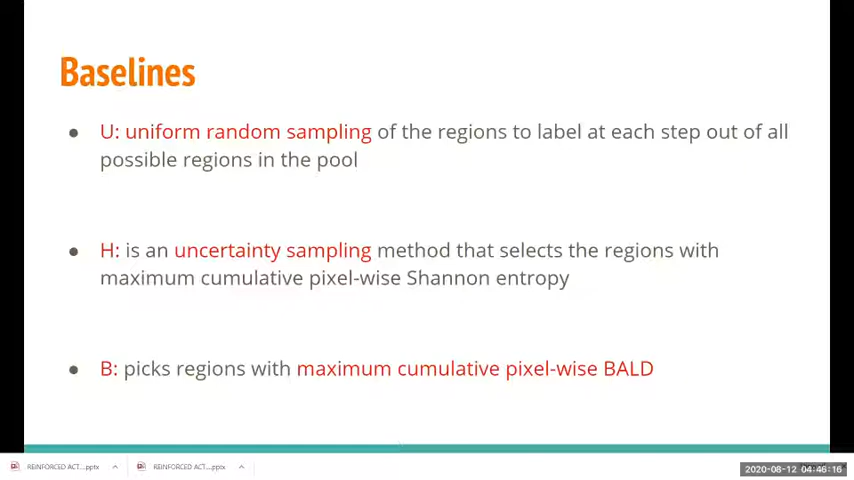 Baselines
● U: uniform random sampling of the regions to label at each step out of all
possible regions in the pool
● H: is an uncertainty sampling method that selects the regions with
maximum cumulative pixel-wise Shannon entropy
● B: picks regions with maximum cumulative pixel-wise BALD
REINFORCED ACT....pptx
REINFORCED ACT....pptx
2020-08-12 04:46:16